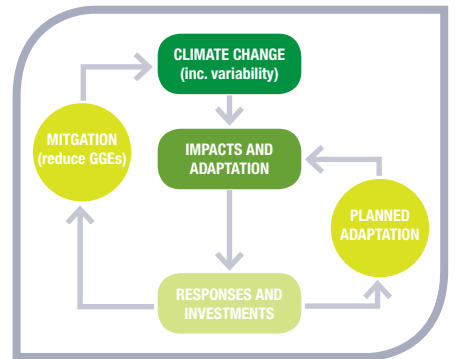 CLIMATE CHANGE
(inc. variability)
MITGATION
(reduce GGEs)
IMPACTS AND
ADAPTATION
PLANNED
ADAPTATION
RESPONSES AND
INVESTMENTS